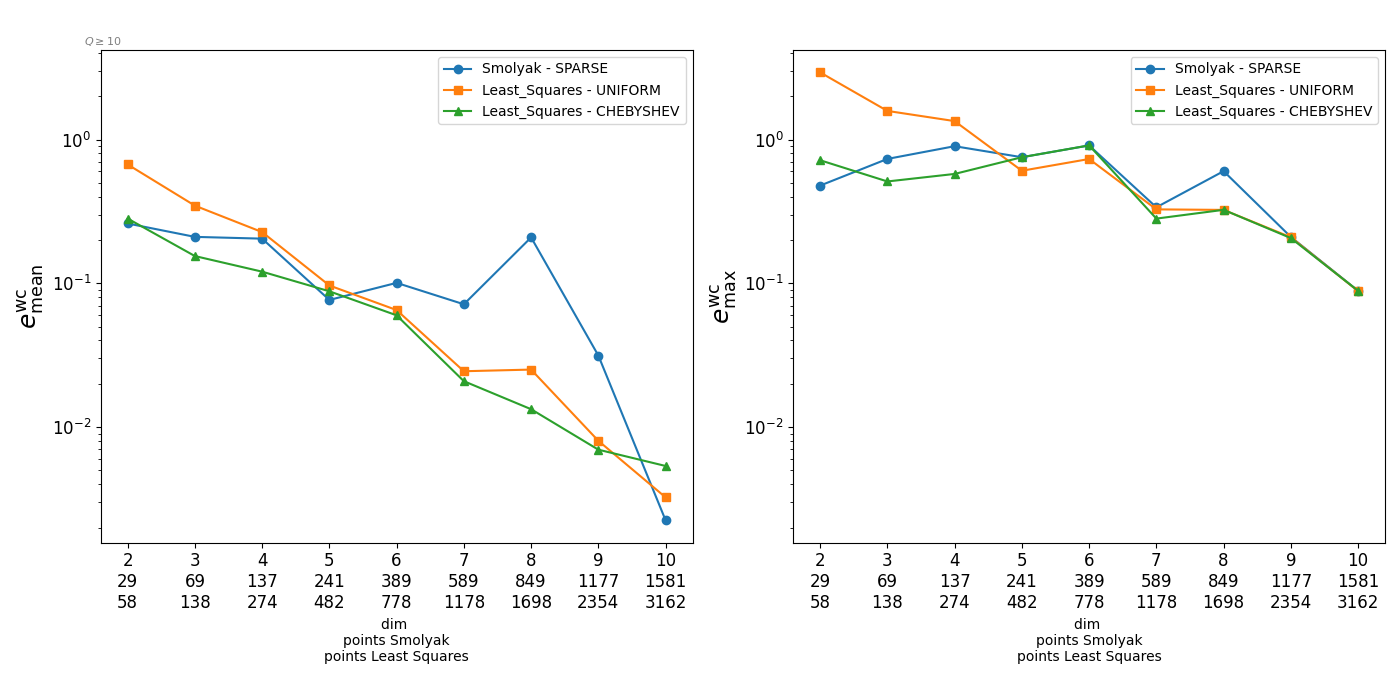 Q ≥ 10
Smolyak - SPARSE
Least_Squares - UNIFORM
Least_Squares - CHEBYSHEV
10⁰
10⁻¹
10⁻²
e^wc_mean
2 3 4 5 6 7 8 9 10
29 69 137 241 389 589 849 1177 1581
58 138 274 482 778 1178 1698 2354 3162
dim
points Smolyak
points Least Squares
Smolyak - SPARSE
Least_Squares - UNIFORM
Least_Squares - CHEBYSHEV
10⁰
10⁻¹
10⁻²
e^wc_max
2 3 4 5 6 7 8 9 10
29 69 137 241 389 589 849 1177 1581
58 138 274 482 778 1178 1698 2354 3162
dim
points Smolyak
points Least Squares